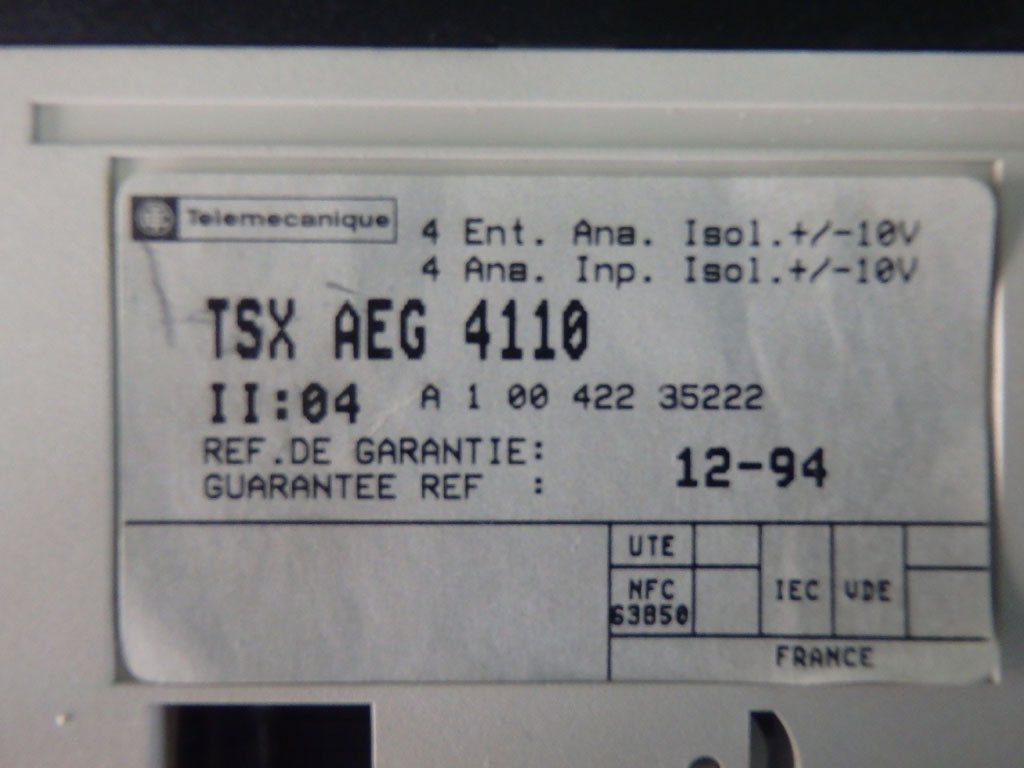 Telemecanique
4 Ent. Ana. Isol.+/-10V
4 Ana. Inp. Isol.+/-10V
TSX AEG 4110
II:04 A 1 00 422 35222
REF.DE GARANTIE:
GUARANTEE REF : 12-94
UTE
NFC 63850
IEC
VDE
FRANCE